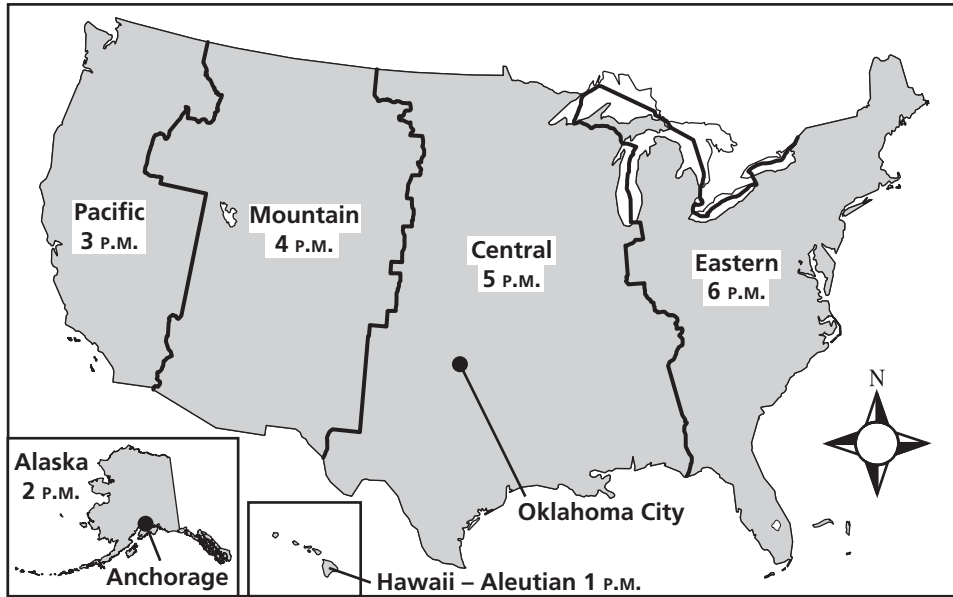 Pacific
3 P.M.
Mountain
4 P.M.
Central
5 P.M.
Eastern
6 P.M.
N
Alaska
2 P.M.
Oklahoma City
Anchorage
Hawaii – Aleutian 1 P.M.